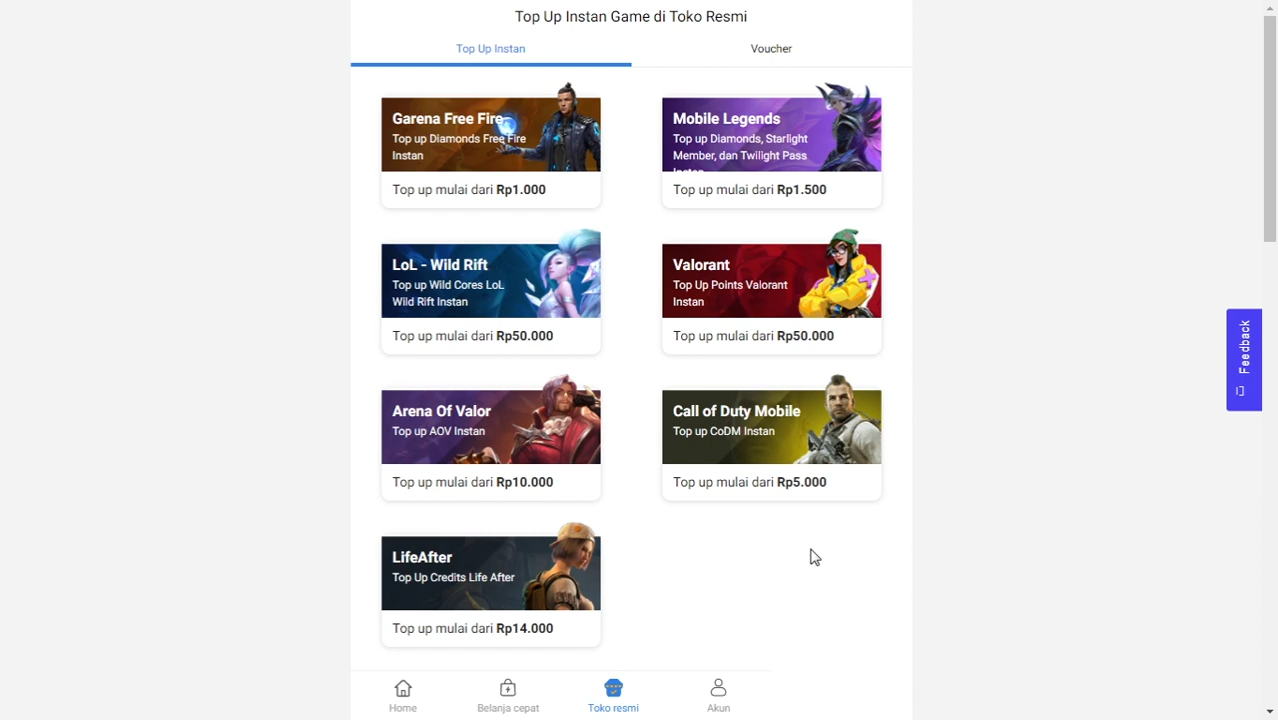 Top Up Instan Game di Toko Resmi
Top Up Instan
Voucher
Garena Free Fire
Top up Diamonds Free Fire
Instan
Top up mulai dari Rp1.000
Mobile Legends
Top up Diamonds, Starlight
Member, dan Twilight Pass
Instan
Top up mulai dari Rp1.500
LoL - Wild Rift
Top up Wild Cores LoL
Wild Rift Instan
Top up mulai dari Rp50.000
Valorant
Top Up Points Valorant
Instan
Top up mulai dari Rp50.000
Arena Of Valor
Top up AOV Instan
Top up mulai dari Rp10.000
Call of Duty Mobile
Top up CoDM Instan
Top up mulai dari Rp5.000
LifeAfter
Top Up Credits Life After
Top up mulai dari Rp14.000
Feedback
Home
Belanja cepat
Toko resmi
Akun